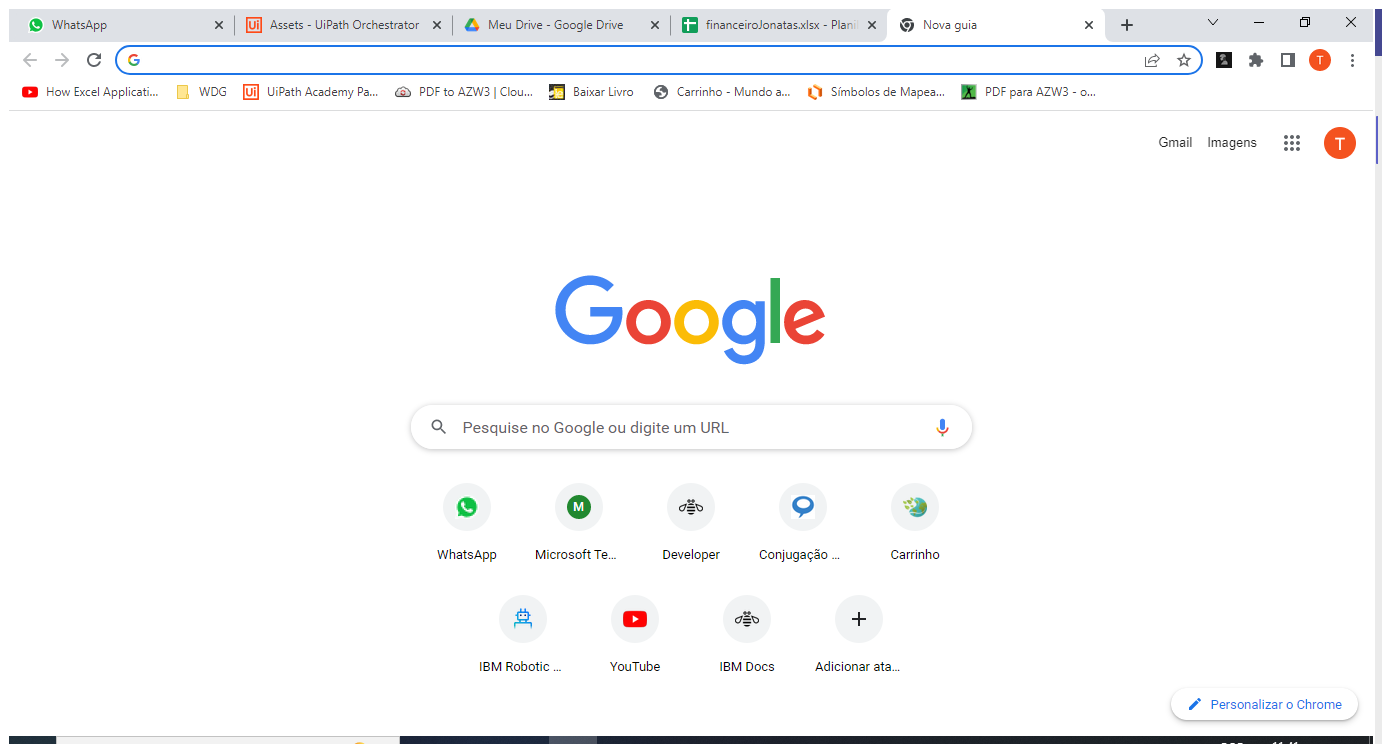 WhatsApp
Assets - UiPath Orchestrator
Meu Drive - Google Drive
financeiroJonatas.xlsx - Plani
Nova guia
T
How Excel Applicati...
WDG
UiPath Academy Pa...
PDF to AZW3 | Clou...
Baixar Livro
Carrinho - Mundo a...
Símbolos de Mapea...
PDF para AZW3 - o...
Gmail
Imagens
T
Google
Pesquise no Google ou digite um URL
M
WhatsApp
Microsoft Te...
Developer
Conjugação ...
Carrinho
IBM Robotic ...
YouTube
IBM Docs
Adicionar ata...
Personalizar o Chrome